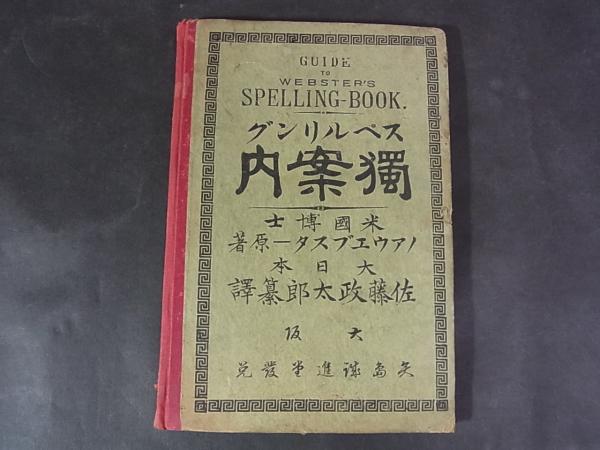 GUIDE
TO
WEBSTER'S
SPELLING-BOOK.
スペルリング
獨案内
米國博士
ノアウエブスター原著
大日本
佐藤政太郎纂譯
大阪
矢島誠進堂發兌